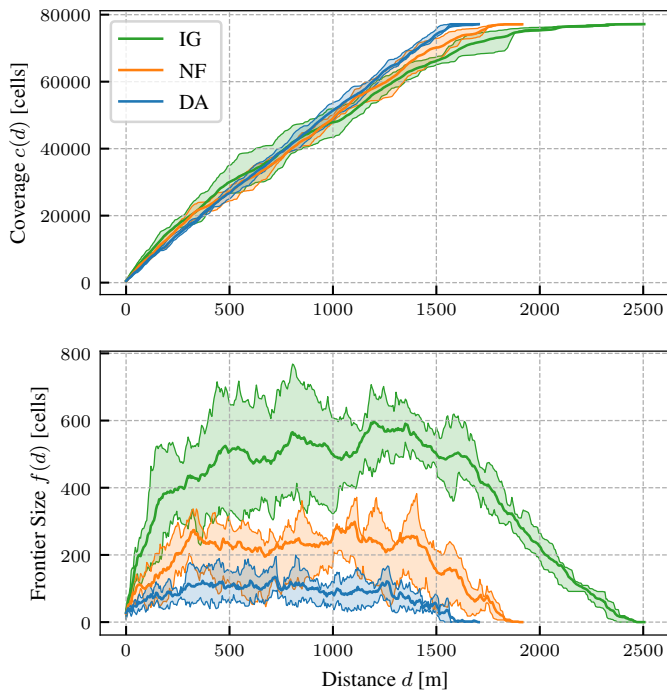 80000
60000
40000
20000
0
Coverage c(d) [cells]
IG
NF
DA
0 500 1000 1500 2000 2500
800
600
400
200
0
Frontier Size f(d) [cells]
0 500 1000 1500 2000 2500
Distance d [m]